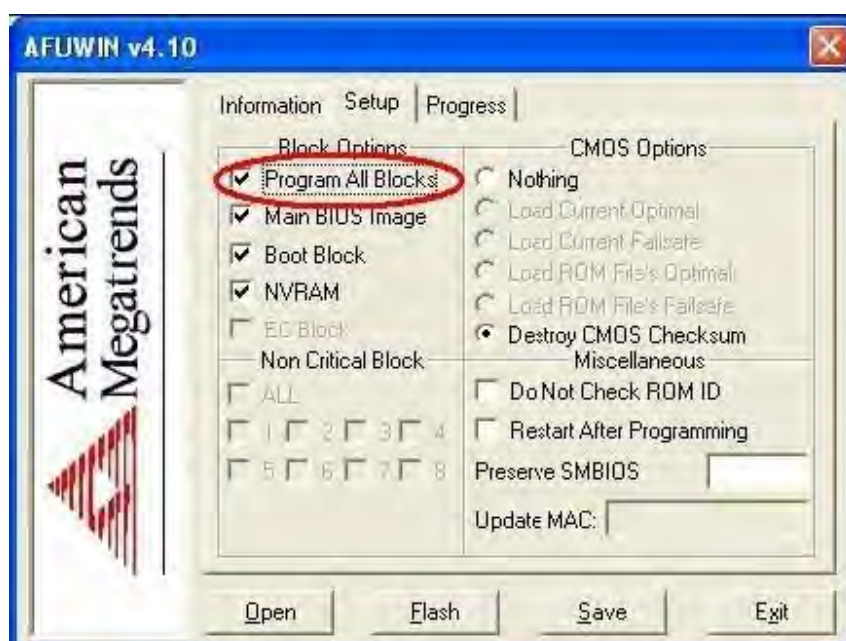 AFUWIN v4.10
American
Megatrends
Information Setup Progress
Block Options
Program All Blocks
Main BIOS Image
Boot Block
NVRAM
EC Block
Non Critical Block
ALL
1 2 3 4
5 6 7 8
CMOS Options
Nothing
Load Current Optimal
Load Current Failsafe
Load ROM File's Optimal
Load ROM File's Failsafe
Destroy CMOS Checksum
Miscellaneous
Do Not Check ROM ID
Restart After Programming
Preserve SMBIOS
Update MAC:
Open Flash Save Exit